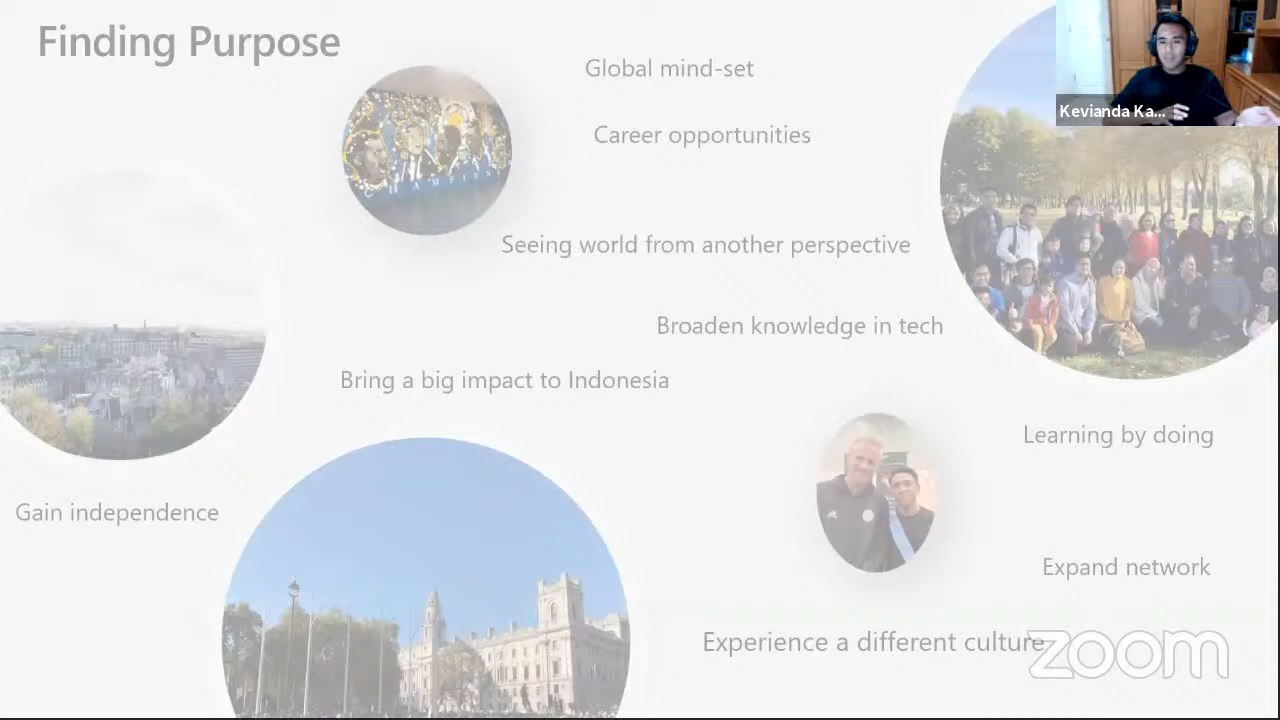 Finding Purpose
Global mind-set
Kevianda Ka...
Career opportunities
CHAMPIONS
Seeing world from another perspective
Broaden knowledge in tech
Bring a big impact to Indonesia
Learning by doing
Gain independence
Expand network
Experience a different culture
zoom